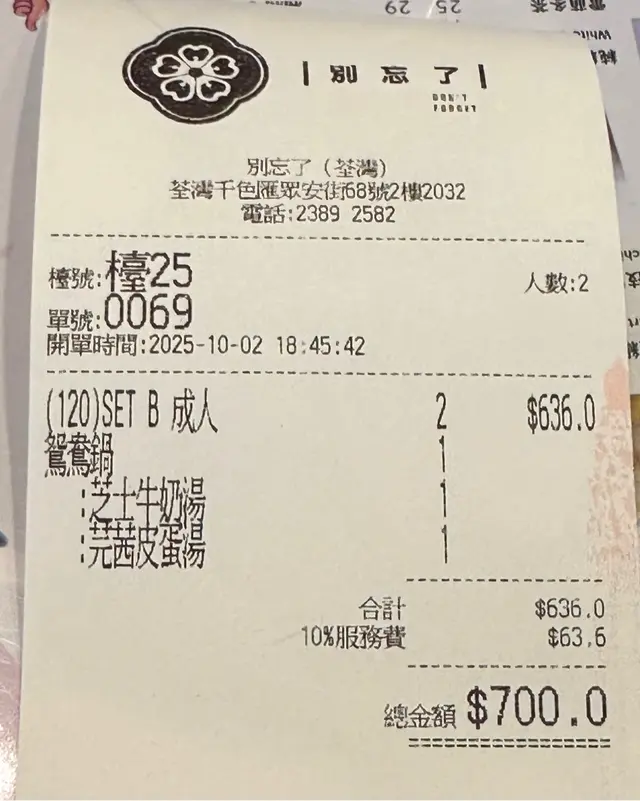 別忘了
DON'T
FORGET
別忘了（荃灣）
荃灣千色匯眾安街68號2樓2032
電話:2389 2582
檯號:檯25 人數:2
單號:0069
開單時間:2025-10-02 18:45:42
(120)SET B 成人 2 $636.0
鴛鴦鍋 1
:芝士牛奶湯 1
:芫茜皮蛋湯 1
合計 $636.0
10%服務費 $63.6
總金額 $700.0